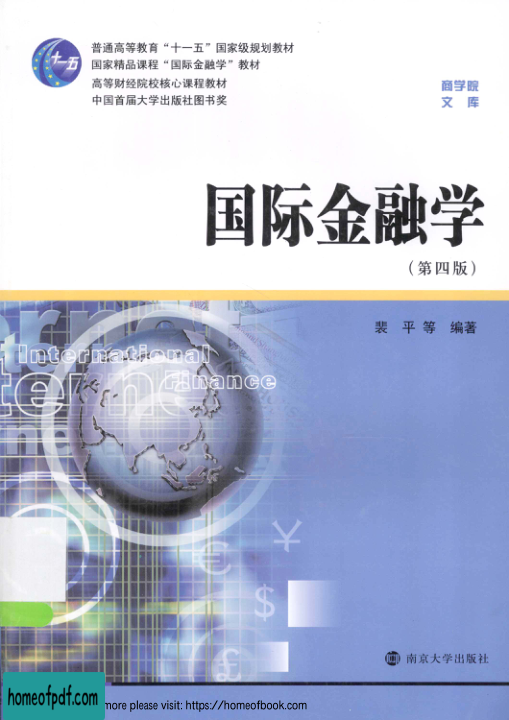 十一五
普通高等教育“十一五”国家级规划教材
国家精品课程“国际金融学”教材
高等财经院校核心课程教材
中国首届大学出版社图书奖
商学院
文 库
国际金融学
（第四版）
裴 平 等 编著
International
Finance
¥
€
$
£
南京大学出版社
homeofpdf.com
more please visit: https://homeofbook.com